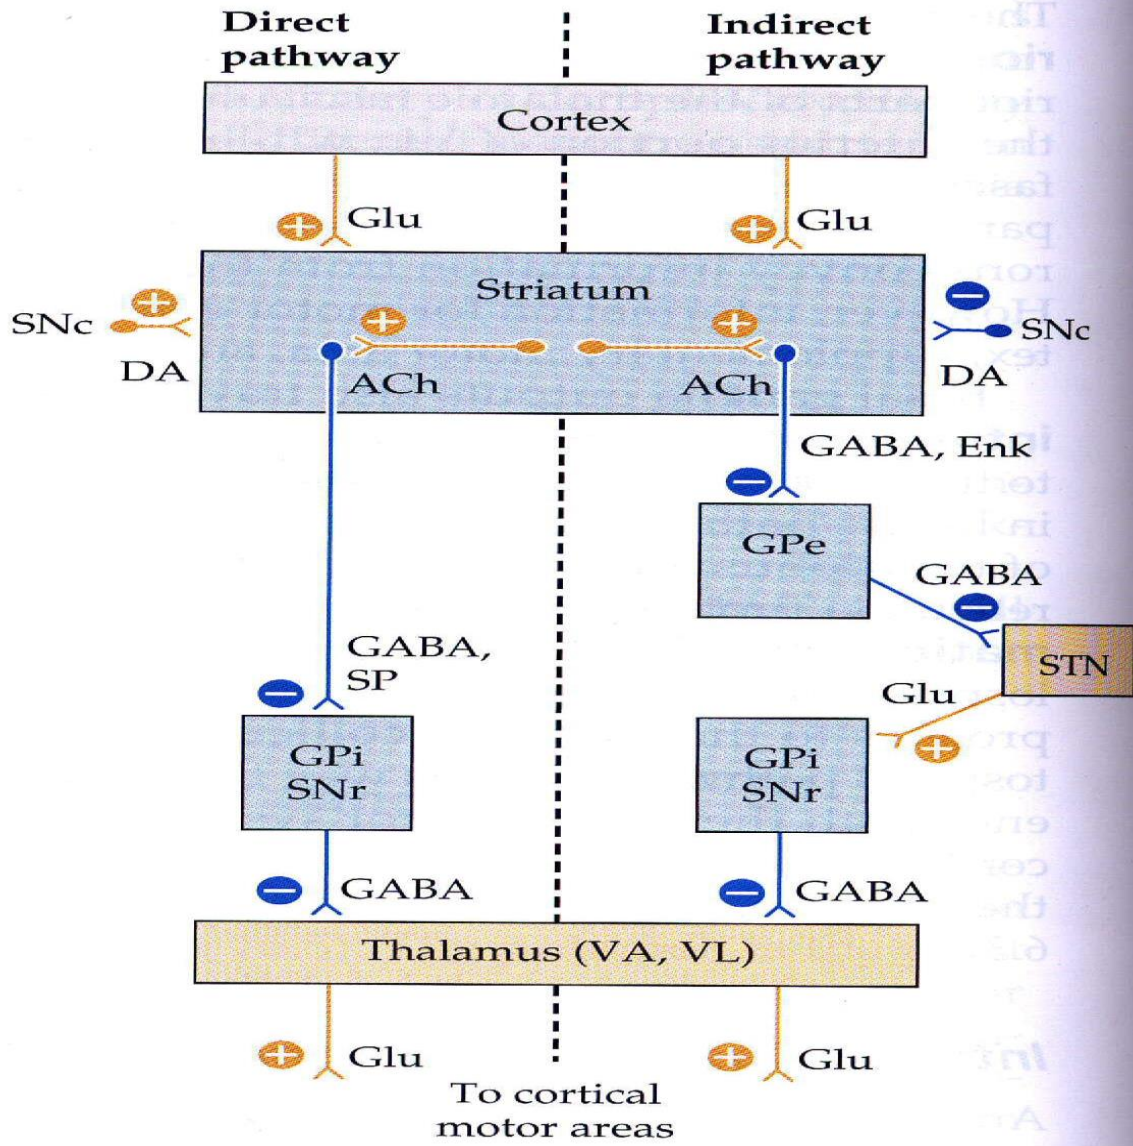 Direct
pathway
Indirect
pathway
Cortex
+ Glu
+ Glu
Striatum
+
SNc
DA
+
ACh
+
ACh
−
SNc
DA
GABA, Enk
−
GPe
GABA
−
STN
Glu
+
GABA,
SP
−
GPi
SNr
GPi
SNr
− GABA
− GABA
Thalamus (VA, VL)
+ Glu
+ Glu
To cortical
motor areas